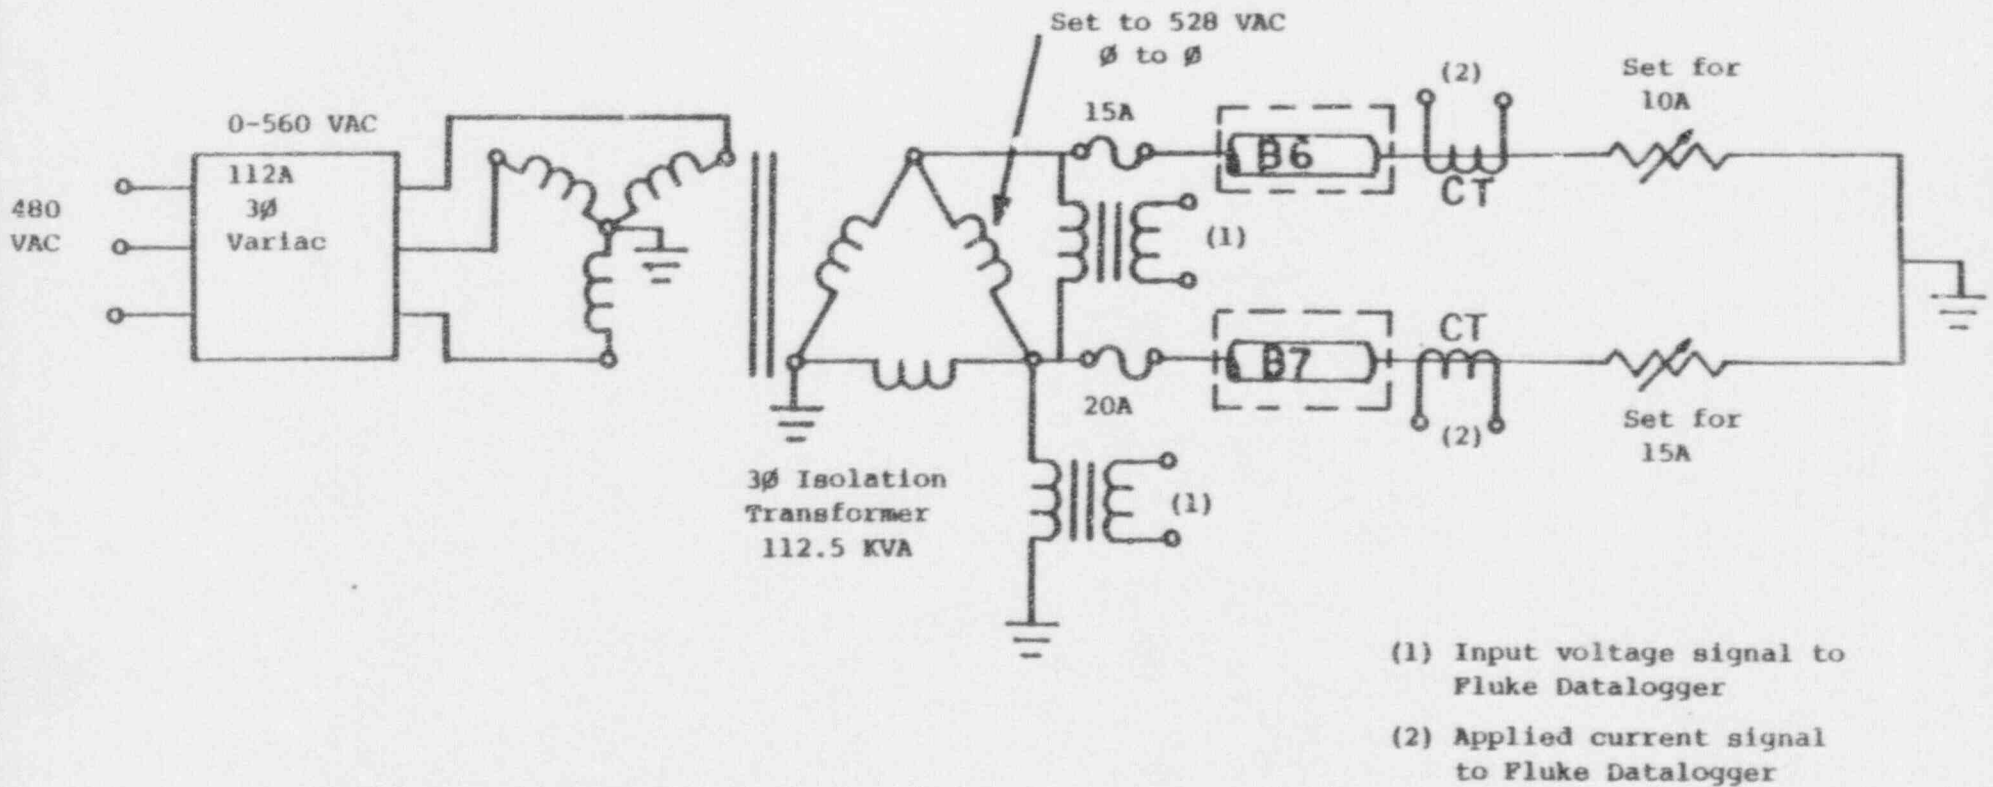 Set to 528 VAC
Ø to Ø
(2)
Set for
10A
0-560 VAC
15A
112A
3Ø
Variac
480
VAC
B6
CT
(1)
CT
B7
20A
(2)
Set for
15A
3Ø Isolation
Transformer
112.5 KVA
(1)
(1) Input voltage signal to
Fluke Datalogger
(2) Applied current signal
to Fluke Datalogger